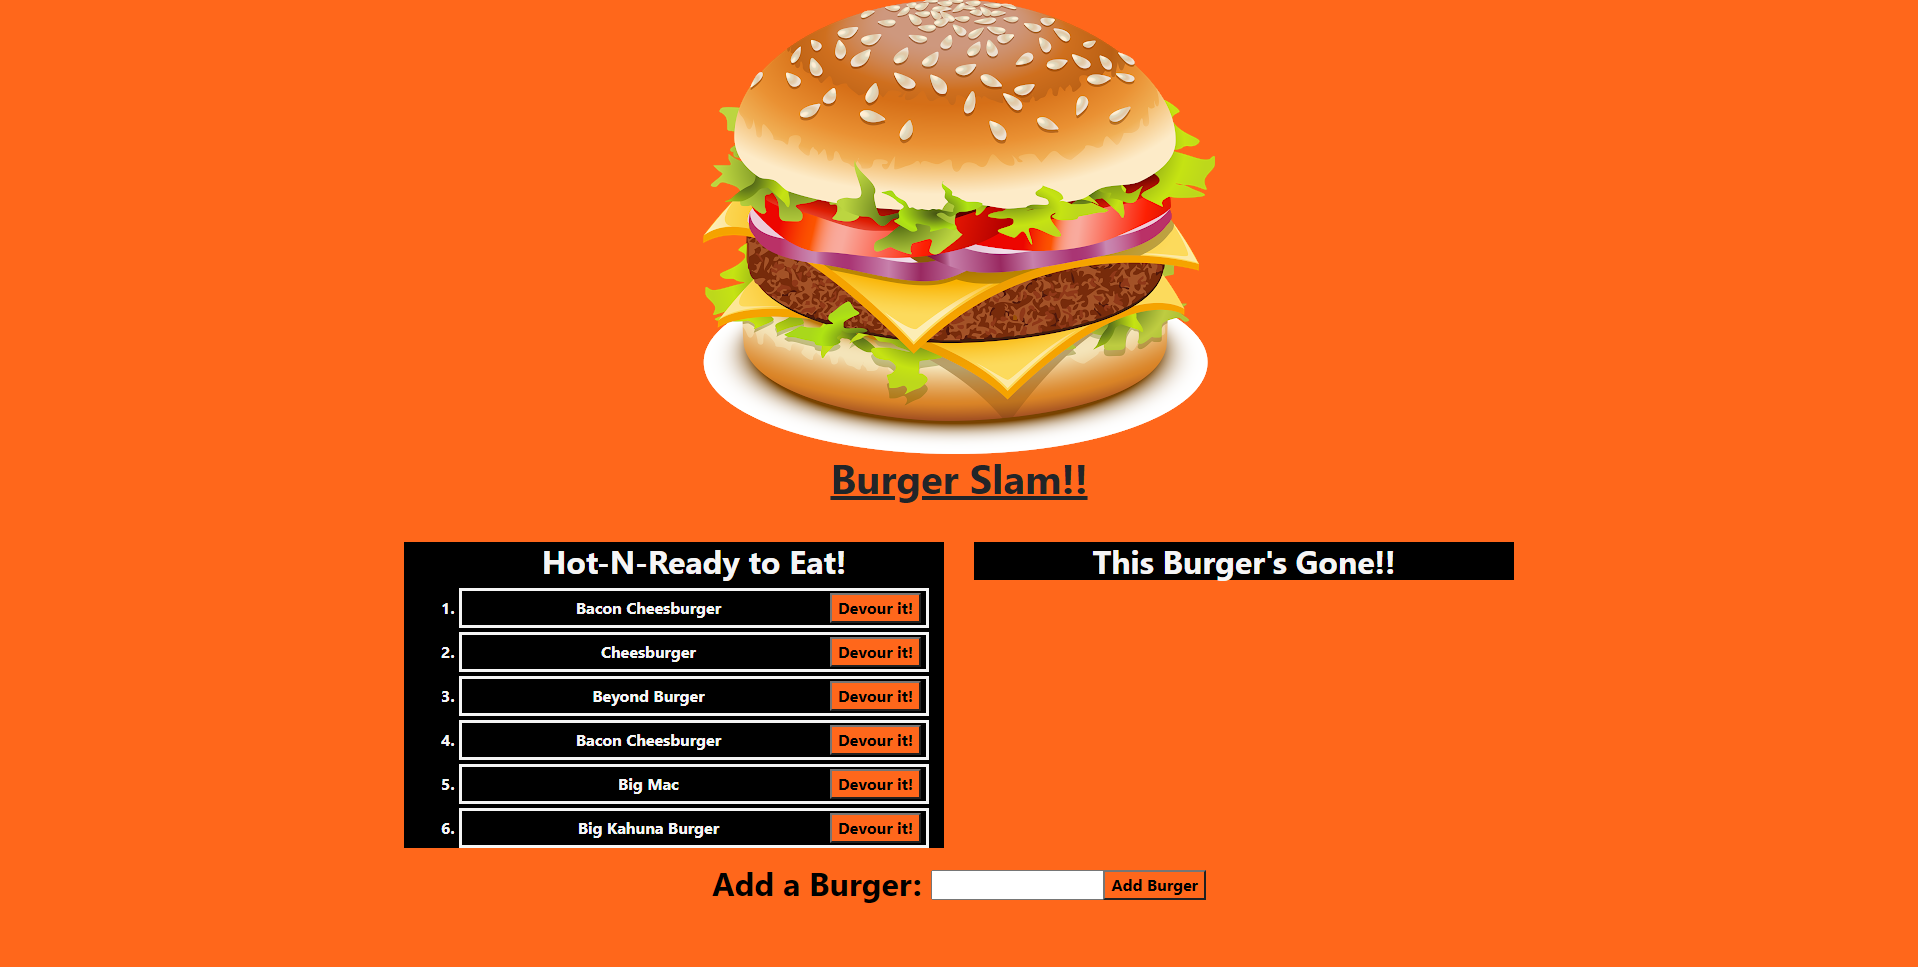 Burger Slam!!
Hot-N-Ready to Eat!
1. Bacon Cheesburger Devour it!
2. Cheesburger Devour it!
3. Beyond Burger Devour it!
4. Bacon Cheesburger Devour it!
5. Big Mac Devour it!
6. Big Kahuna Burger Devour it!
This Burger's Gone!!
Add a Burger: Add Burger